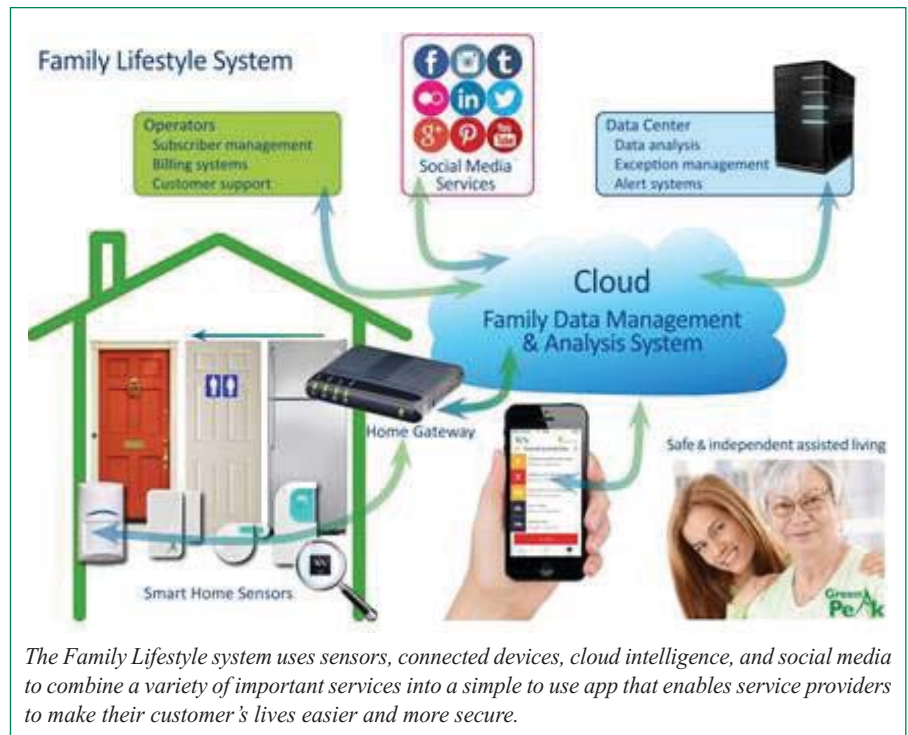 Family Lifestyle System
Operators
Subscriber management
Billing systems
Customer support
Social Media
Services
Data Center
Data analysis
Exception management
Alert systems
Cloud
Family Data Management
& Analysis System
Home Gateway
Smart Home Sensors
Safe & independent assisted living
Green
Peak
The Family Lifestyle system uses sensors, connected devices, cloud intelligence, and social media
to combine a variety of important services into a simple to use app that enables service providers
to make their customer's lives easier and more secure.